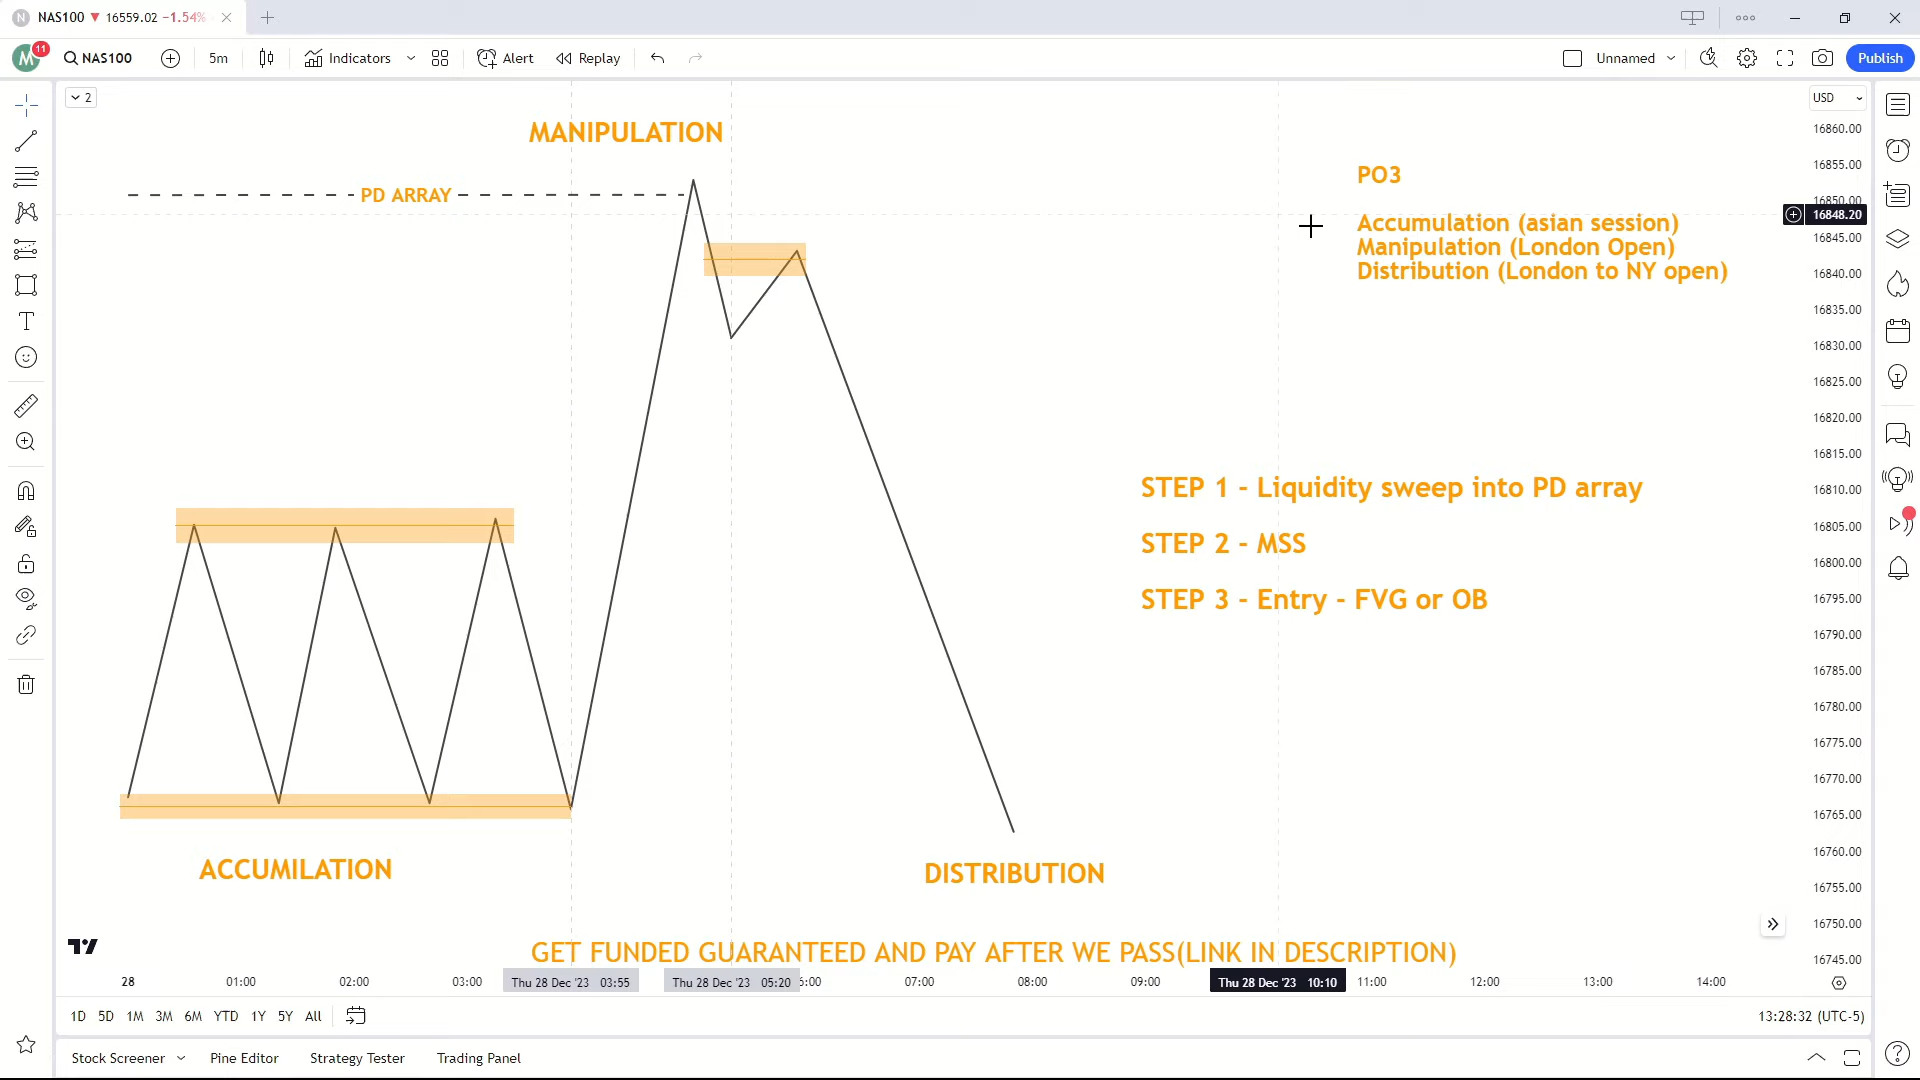 N NAS100 ▼ 16559.02 −1.54%
M 11 NAS100 5m Indicators Alert Replay Unnamed Publish
2
USD
MANIPULATION
PD ARRAY
PO3
Accumulation (asian session)
Manipulation (London Open)
Distribution (London to NY open)
STEP 1 - Liquidity sweep into PD array
STEP 2 - MSS
STEP 3 - Entry - FVG or OB
ACCUMILATION
DISTRIBUTION
GET FUNDED GUARANTEED AND PAY AFTER WE PASS(LINK IN DESCRIPTION)
16860.00
16855.00
16850.00
16848.20
16845.00
16840.00
16835.00
16830.00
16825.00
16820.00
16815.00
16810.00
16805.00
16800.00
16795.00
16790.00
16785.00
16780.00
16775.00
16770.00
16765.00
16760.00
16755.00
16750.00
16745.00
28 01:00 02:00 03:00 Thu 28 Dec '23 03:55 Thu 28 Dec '23 05:20 5:00 07:00 08:00 09:00 Thu 28 Dec '23 10:10 11:00 12:00 13:00 14:00
1D 5D 1M 3M 6M YTD 1Y 5Y All 13:28:32 (UTC-5)
Stock Screener Pine Editor Strategy Tester Trading Panel